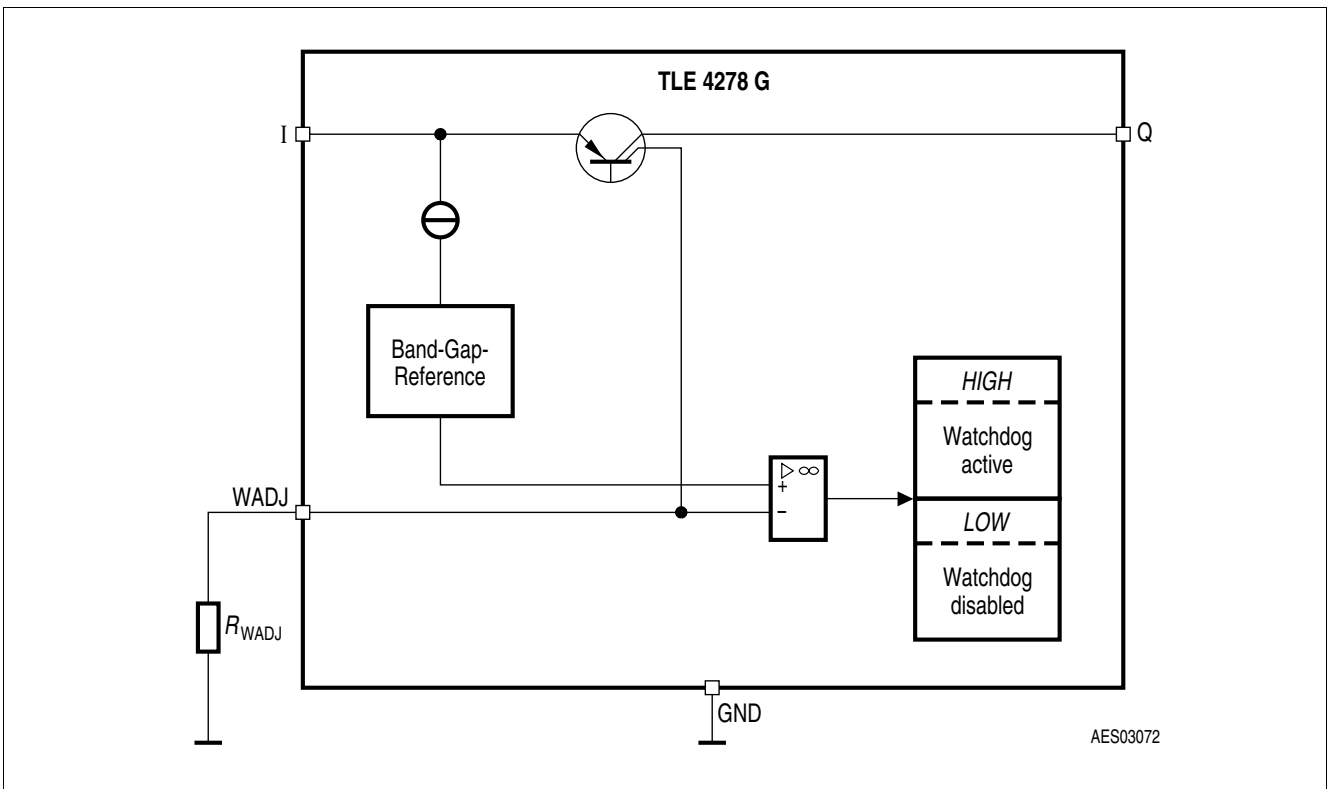 TLE 4278 G
I
Q
Band-Gap-
Reference
HIGH
Watchdog
active
▷ ∞
+
WADJ
−
LOW
Watchdog
disabled
RWADJ
GND
AES03072